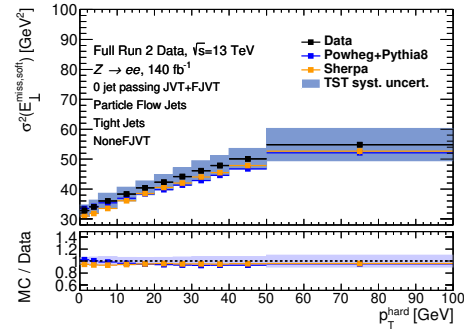 σ²(E⊥^miss,soft) [GeV²]
100
90
80
70
60
50
40
30
Full Run 2 Data, √s=13 TeV
Z → ee, 140 fb⁻¹
0 jet passing JVT+FJVT
Particle Flow Jets
Tight Jets
NoneFJVT
Data
Powheg+Pythia8
Sherpa
TST syst. uncert.
MC / Data
1.4
1.2
1
0.8
0.6
0 10 20 30 40 50 60 70 80 90 100
p_T^hard [GeV]